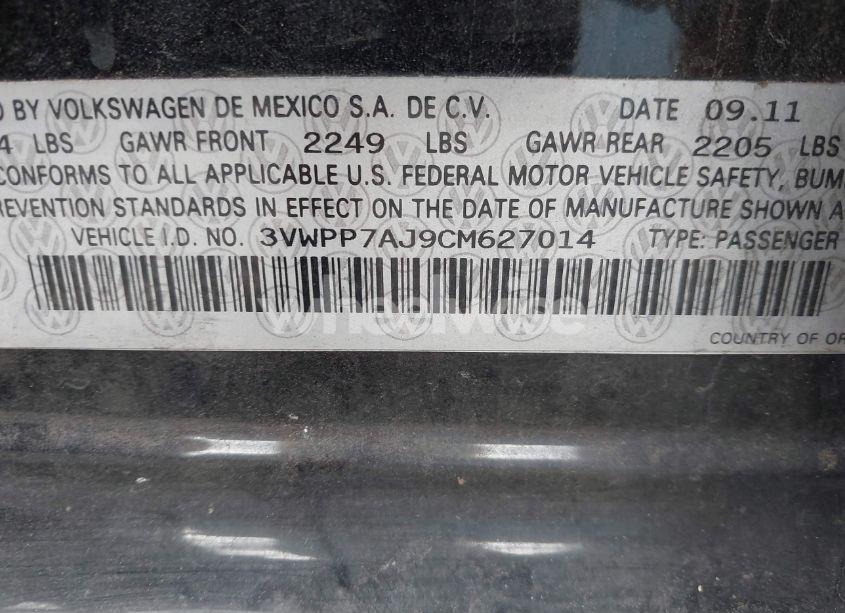 BY VOLKSWAGEN DE MEXICO S.A. DE C.V. DATE 09.11
4 LBS GAWR FRONT 2249 LBS GAWR REAR 2205 LBS
CONFORMS TO ALL APPLICABLE U.S. FEDERAL MOTOR VEHICLE SAFETY, BUM
REVENTION STANDARDS IN EFFECT ON THE DATE OF MANUFACTURE SHOWN A
VEHICLE I.D. NO. 3VWPP7AJ9CM627014 TYPE: PASSENGER
COUNTRY OF OR